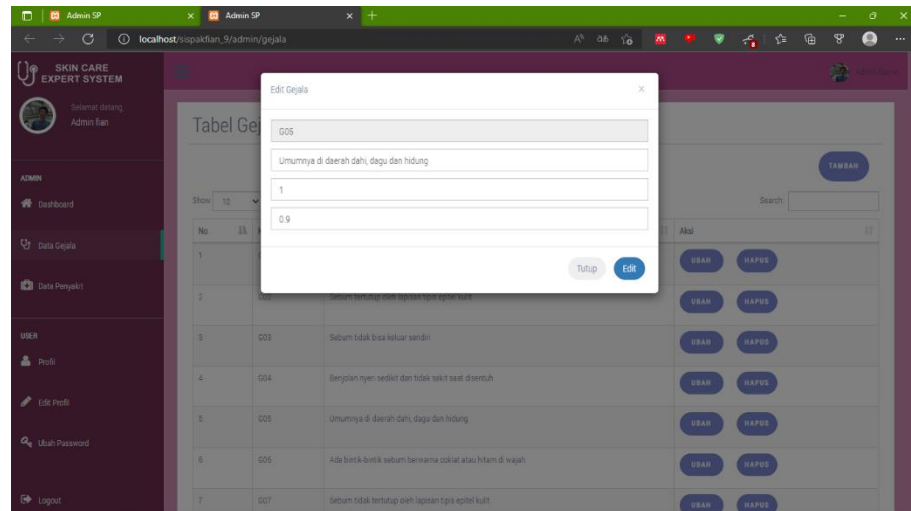 Admin SP
Admin SP
localhost/sispakfian_9/admin/gejala
SKIN CARE
EXPERT SYSTEM
Selamat datang,
Admin fian
ADMIN
Dashboard
Data Gejala
Data Penyakit
USER
Profil
Edit Profil
Ubah Password
Logout
Edit Gejala
G05
Umumnya di daerah dahi, dagu dan hidung
1
0.9
Tutup
Edit
Tabel Gej
TAMBAH
Show 10
Search:
No.
Aksi
1
UBAH HAPUS
2 G02 Sebum tertutup oleh lapisan tipis epitel kulit UBAH HAPUS
3 G03 Sebum tidak bisa keluar sendiri UBAH HAPUS
4 G04 Benjolan nyeri sedikit dan tidak sakit saat disentuh UBAH HAPUS
5 G05 Umumnya di daerah dahi, dagu dan hidung UBAH HAPUS
6 G06 Ada bintik-bintik sebum berwarna coklat atau hitam di wajah UBAH HAPUS
7 G07 Sebum tidak tertutup oleh lapisan tipis epitel kulit UBAH HAPUS